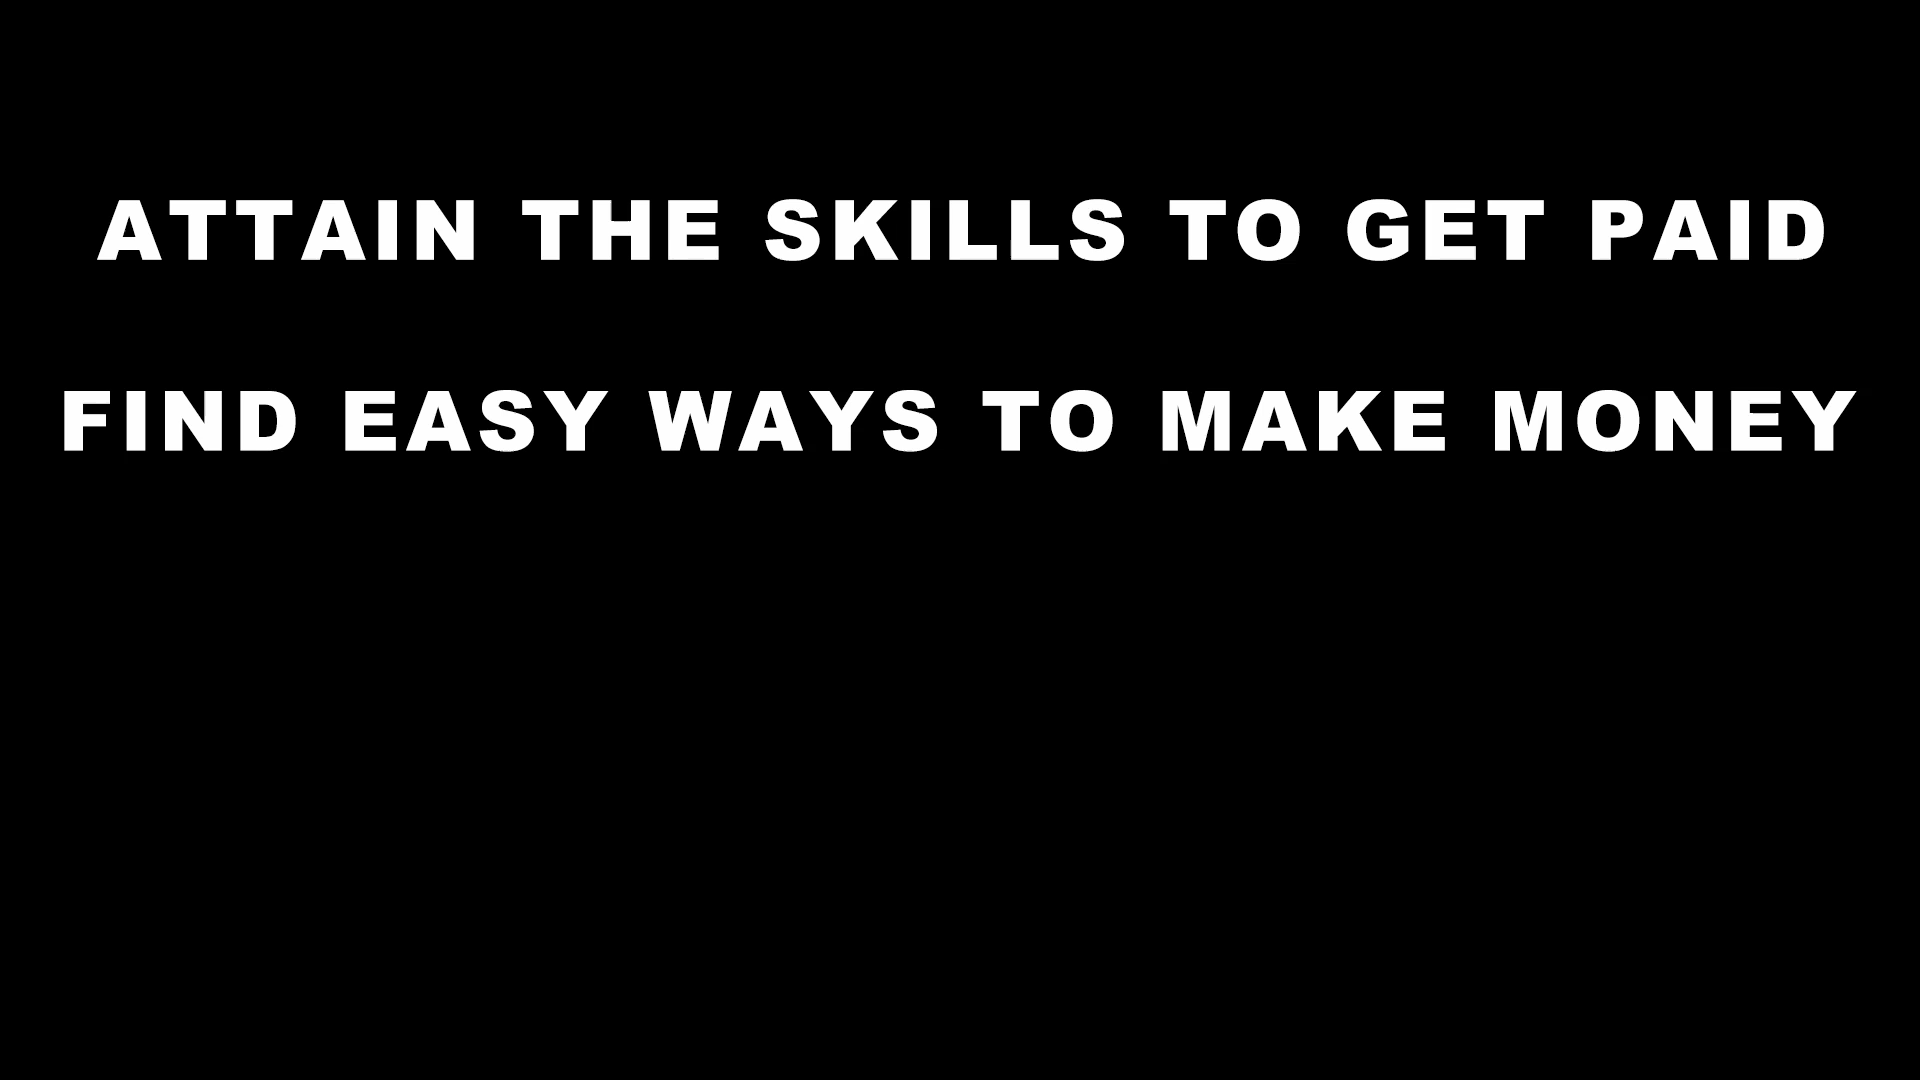 ATTAIN THE SKILLS TO GET PAID
FIND EASY WAYS TO MAKE MONEY